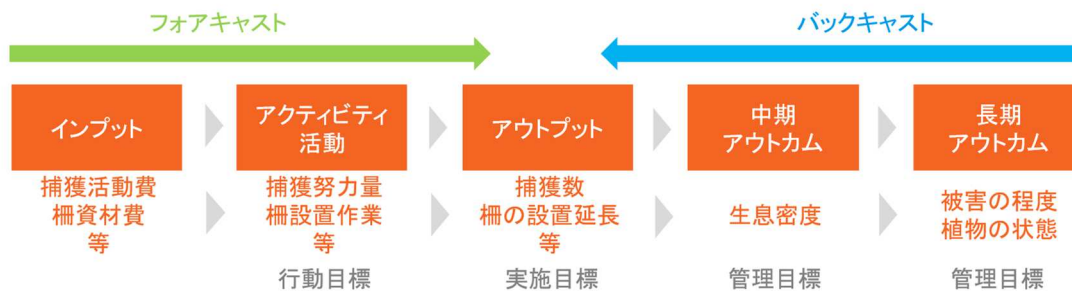 フォアキャスト
バックキャスト
インプット
アクティビティ
活動
アウトプット
中期
アウトカム
長期
アウトカム
捕獲活動費
柵資材費
等
捕獲努力量
柵設置作業
等
捕獲数
柵の設置延長
等
生息密度
被害の程度
植物の状態
行動目標
実施目標
管理目標
管理目標